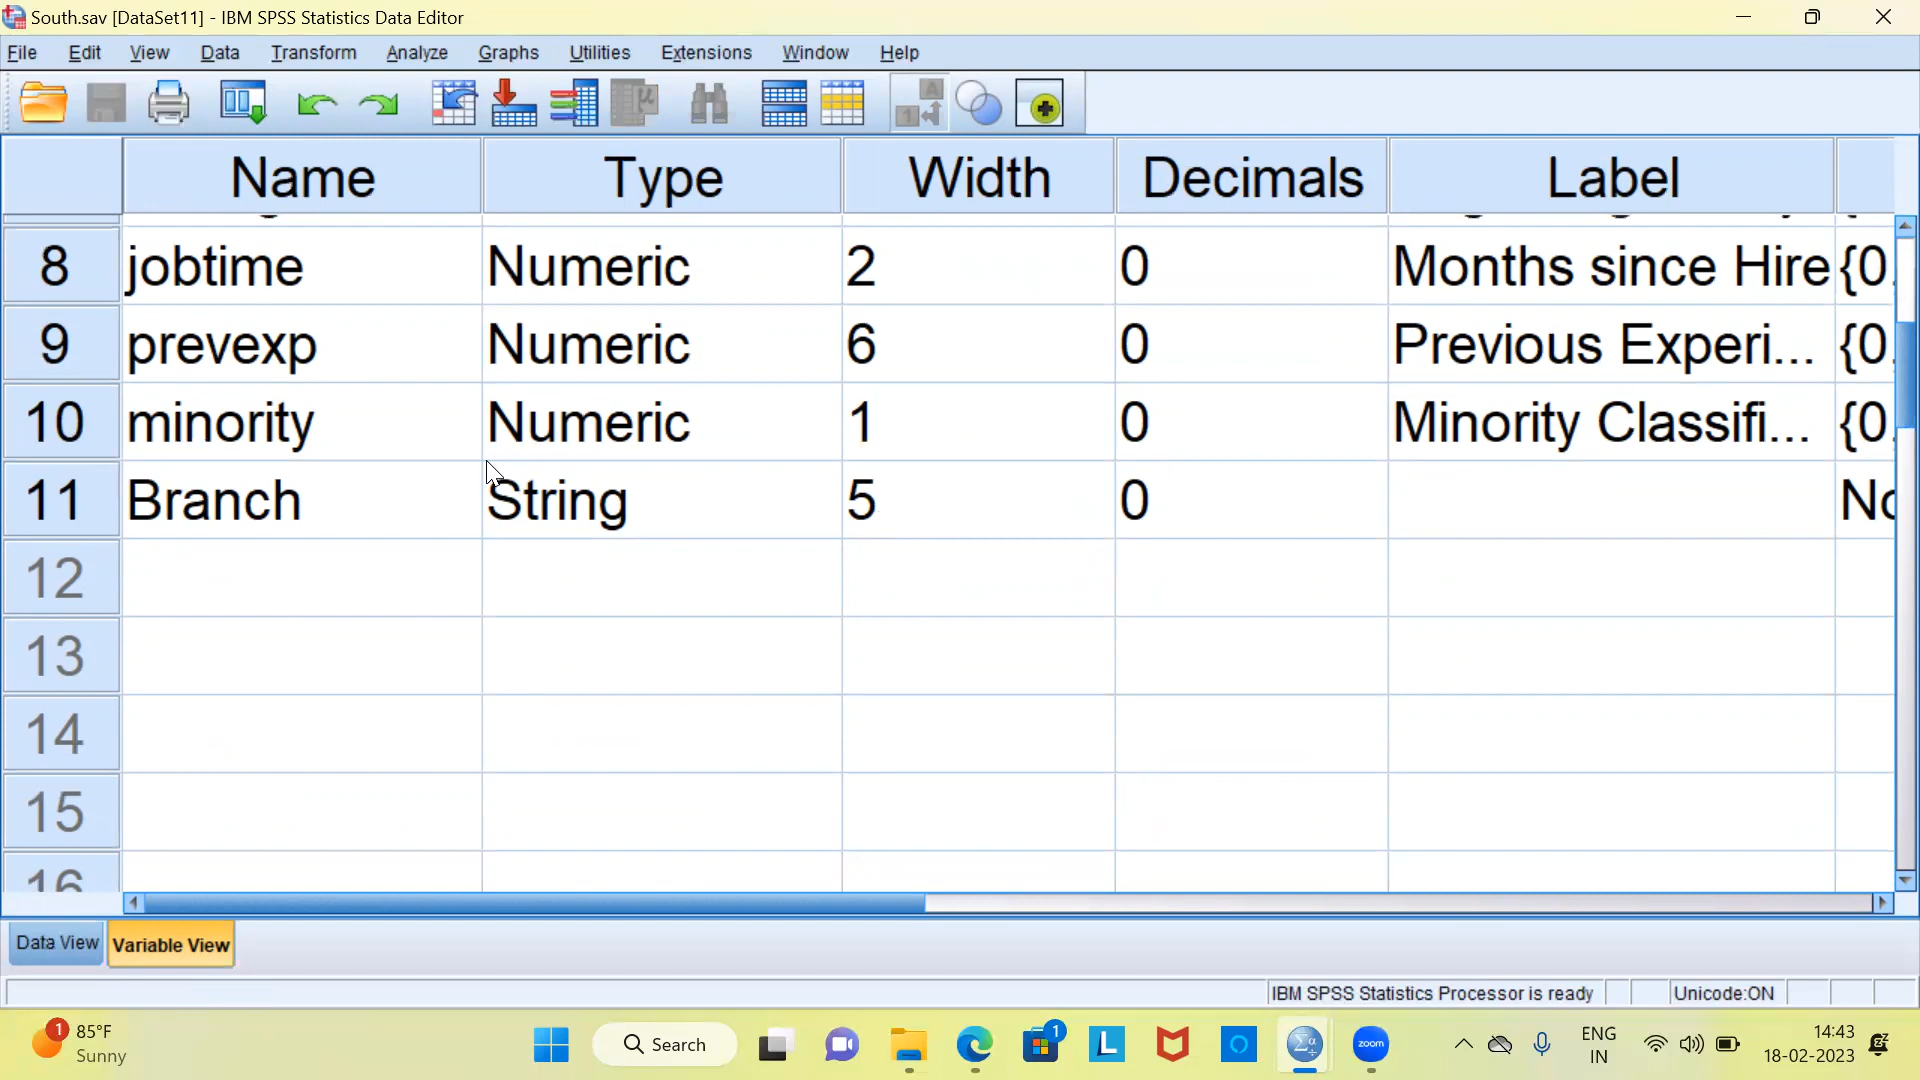 South.sav [DataSet11] - IBM SPSS Statistics Data Editor
File Edit View Data Transform Analyze Graphs Utilities Extensions Window Help
Name Type Width Decimals Label
8 jobtime Numeric 2 0 Months since Hire {0.
9 prevexp Numeric 6 0 Previous Experi... {0.
10 minority Numeric 1 0 Minority Classifi... {0.
11 Branch String 5 0
12
13
14
15
16
Data View Variable View
IBM SPSS Statistics Processor is ready Unicode:ON
1 85°F
Sunny
Search
1
L
zoom
ENG
IN
14:43
18-02-2023